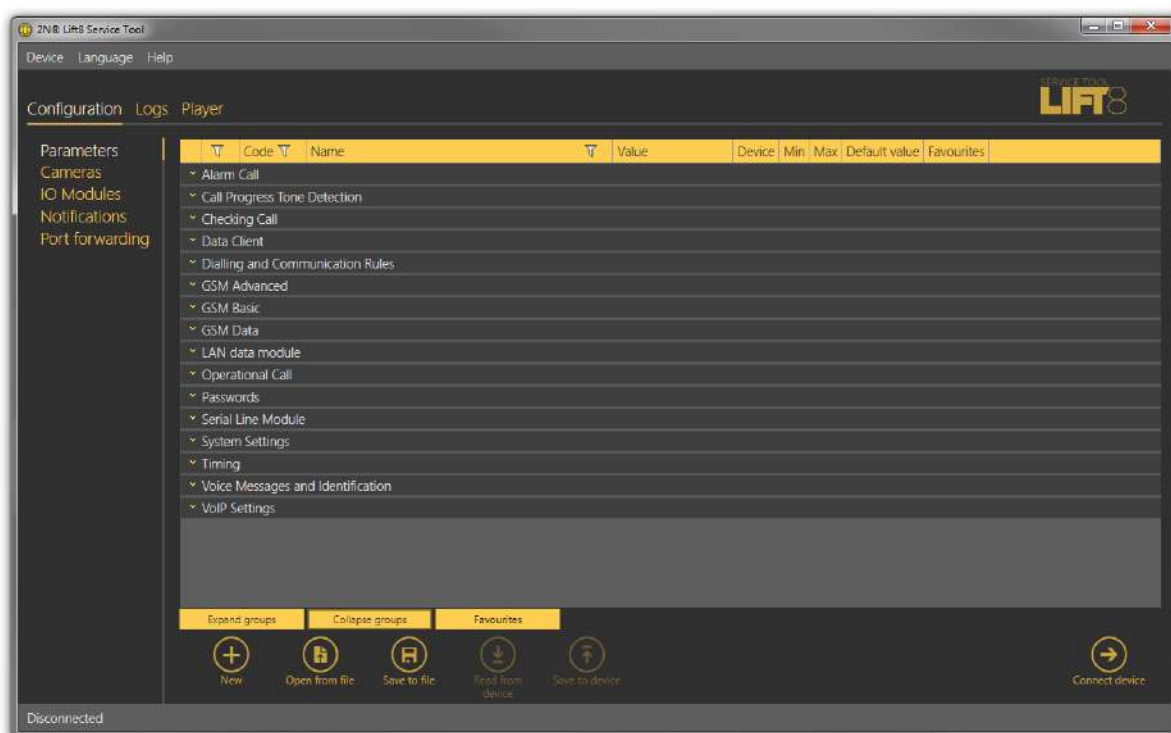 2N® Lift8 Service Tool
Device Language Help
SERVICE TOOL
LIFT8
Configuration Logs Player
Parameters
Cameras
IO Modules
Notifications
Port forwarding
Code Name Value Device Min Max Default value Favourites
Alarm Call
Call Progress Tone Detection
Checking Call
Data Client
Dialling and Communication Rules
GSM Advanced
GSM Basic
GSM Data
LAN data module
Operational Call
Passwords
Serial Line Module
System Settings
Timing
Voice Messages and Identification
VoIP Settings
Expand groups Collapse groups Favourites
New Open from file Save to file Read from device Save to device Connect device
Disconnected